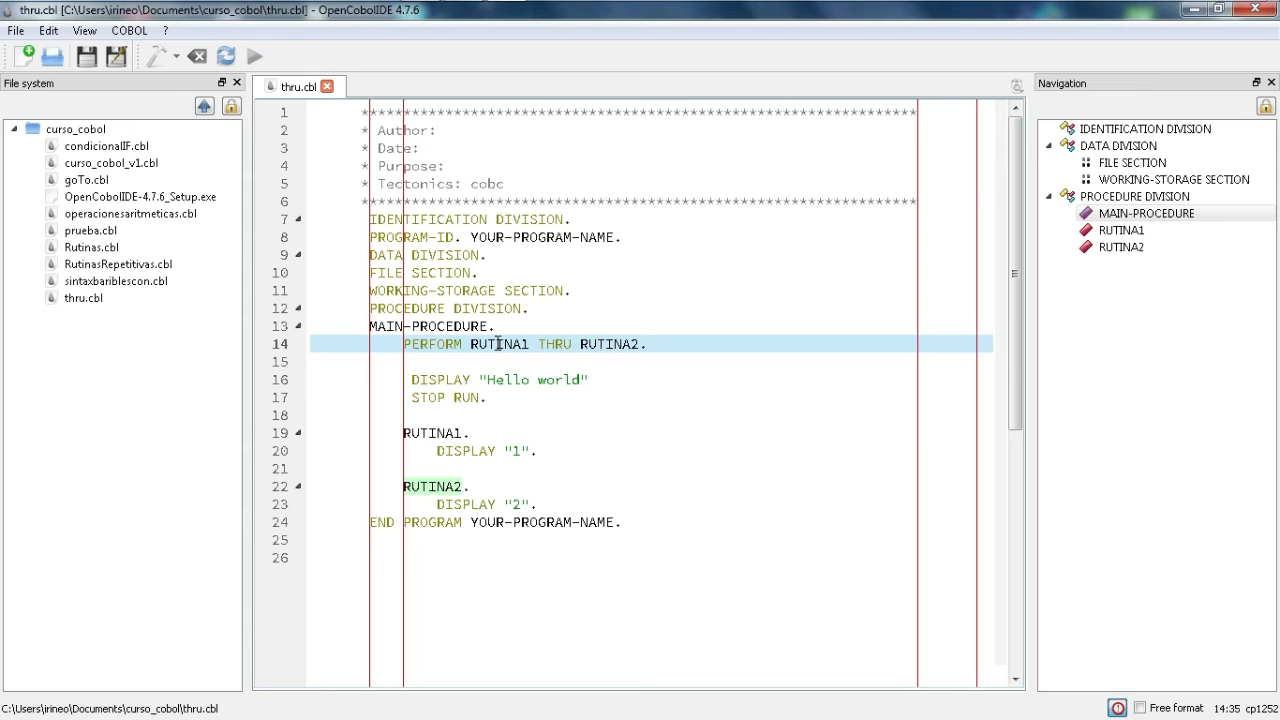 thru.cbl [C:\Users\irineo\Documents\curso_cobol\thru.cbl] - OpenCobolIDE 4.7.6
File Edit View COBOL ?
File system
curso_cobol
condicionalIF.cbl
curso_cobol_v1.cbl
goTo.cbl
OpenCobolIDE-4.7.6_Setup.exe
operacionesaritmeticas.cbl
prueba.cbl
Rutinas.cbl
RutinasRepetitivas.cbl
sintaxbariblescon.cbl
thru.cbl
thru.cbl
1 ******************************************************************
2 * Author:
3 * Date:
4 * Purpose:
5 * Tectonics: cobc
6 ******************************************************************
7 IDENTIFICATION DIVISION.
8 PROGRAM-ID. YOUR-PROGRAM-NAME.
9 DATA DIVISION.
10 FILE SECTION.
11 WORKING-STORAGE SECTION.
12 PROCEDURE DIVISION.
13 MAIN-PROCEDURE.
14 PERFORM RUTINA1 THRU RUTINA2.
15
16 DISPLAY "Hello world"
17 STOP RUN.
18
19 RUTINA1.
20 DISPLAY "1".
21
22 RUTINA2.
23 DISPLAY "2".
24 END PROGRAM YOUR-PROGRAM-NAME.
25
26
Navigation
IDENTIFICATION DIVISION
DATA DIVISION
FILE SECTION
WORKING-STORAGE SECTION
PROCEDURE DIVISION
MAIN-PROCEDURE
RUTINA1
RUTINA2
C:\Users\irineo\Documents\curso_cobol\thru.cbl
Free format 14:35 cp1252